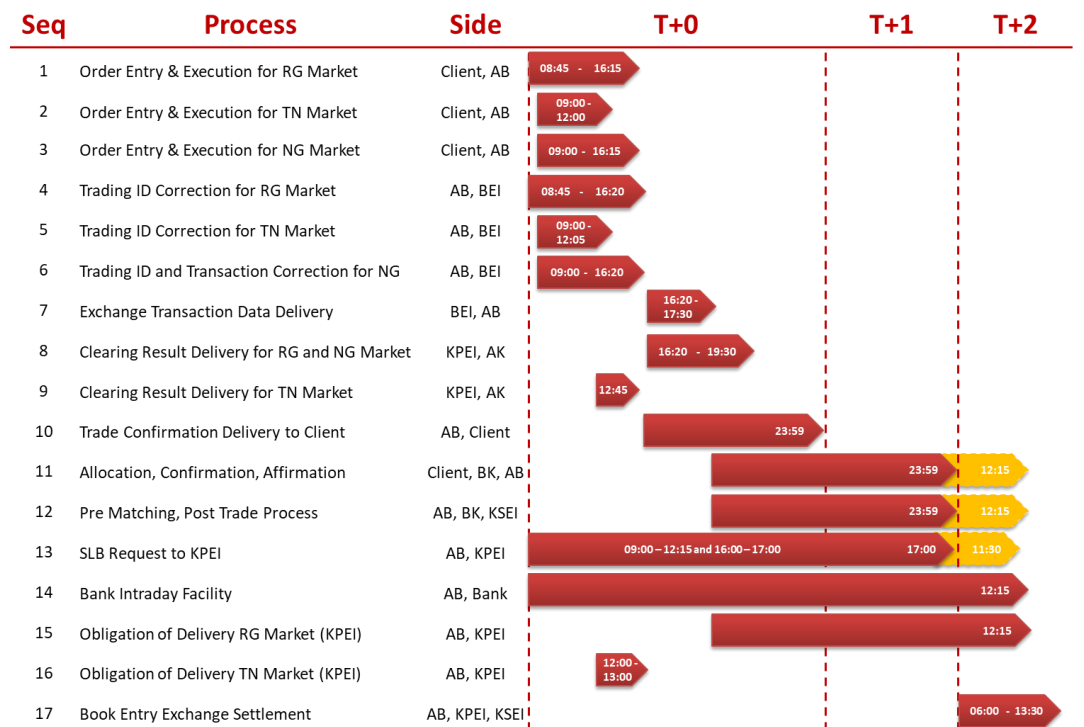 Seq Process Side T+0 T+1 T+2
1 Order Entry & Execution for RG Market Client, AB 08:45 - 16:15
2 Order Entry & Execution for TN Market Client, AB 09:00 - 12:00
3 Order Entry & Execution for NG Market Client, AB 09:00 - 16:15
4 Trading ID Correction for RG Market AB, BEI 08:45 - 16:20
5 Trading ID Correction for TN Market AB, BEI 09:00 - 12:05
6 Trading ID and Transaction Correction for NG AB, BEI 09:00 - 16:20
7 Exchange Transaction Data Delivery BEI, AB 16:20 - 17:30
8 Clearing Result Delivery for RG and NG Market KPEI, AK 16:20 - 19:30
9 Clearing Result Delivery for TN Market KPEI, AK 12:45
10 Trade Confirmation Delivery to Client AB, Client 23:59
11 Allocation, Confirmation, Affirmation Client, BK, AB 23:59 12:15
12 Pre Matching, Post Trade Process AB, BK, KSEI 23:59 12:15
13 SLB Request to KPEI AB, KPEI 09:00 – 12:15 and 16:00 – 17:00 17:00 11:30
14 Bank Intraday Facility AB, Bank 12:15
15 Obligation of Delivery RG Market (KPEI) AB, KPEI 12:15
16 Obligation of Delivery TN Market (KPEI) AB, KPEI 12:00 - 13:00
17 Book Entry Exchange Settlement AB, KPEI, KSEI 06:00 - 13:30